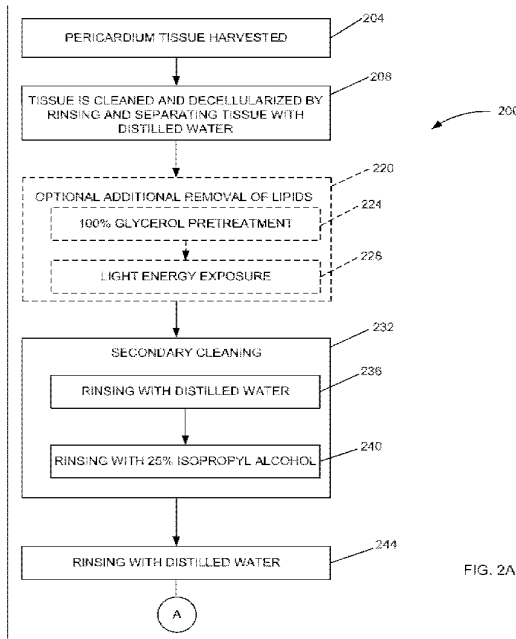 204
PERICARDIUM TISSUE HARVESTED
208
TISSUE IS CLEANED AND DECELLULARIZED BY
RINSING AND SEPARATING TISSUE WITH
DISTILLED WATER
200
220
OPTIONAL ADDITIONAL REMOVAL OF LIPIDS
224
100% GLYCEROL PRETREATMENT
228
LIGHT ENERGY EXPOSURE
232
SECONDARY CLEANING
236
RINSING WITH DISTILLED WATER
240
RINSING WITH 25% ISOPROPYL ALCOHOL
244
RINSING WITH DISTILLED WATER
FIG. 2A
A